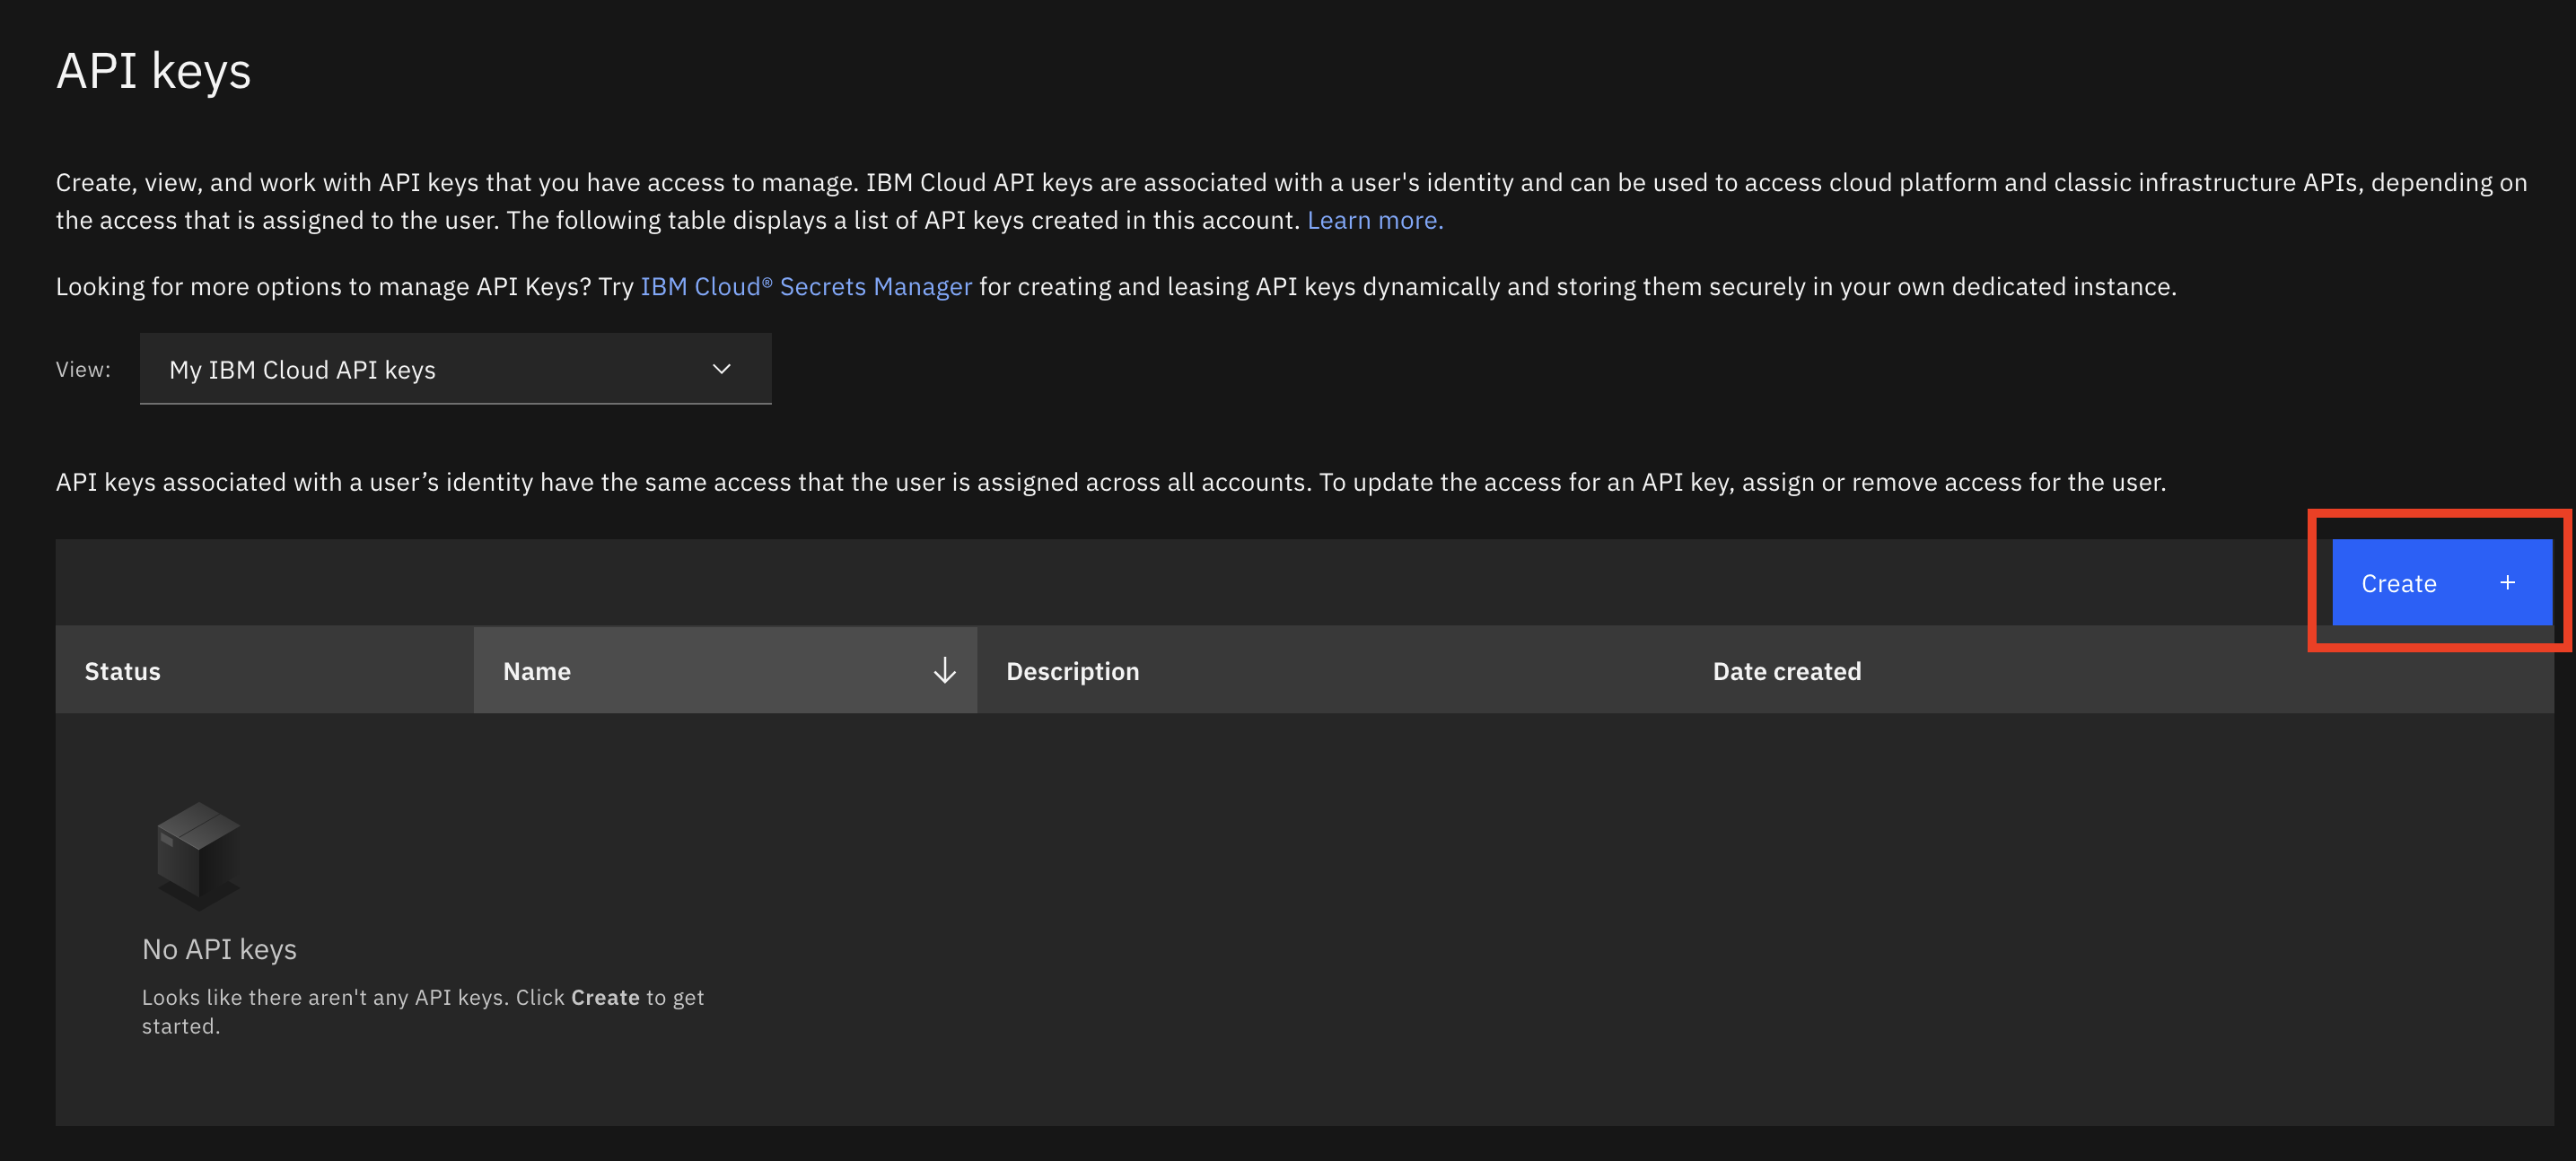 API keys
Create, view, and work with API keys that you have access to manage. IBM Cloud API keys are associated with a user's identity and can be used to access cloud platform and classic infrastructure APIs, depending on
the access that is assigned to the user. The following table displays a list of API keys created in this account. Learn more.
Looking for more options to manage API Keys? Try IBM Cloud® Secrets Manager for creating and leasing API keys dynamically and storing them securely in your own dedicated instance.
View: My IBM Cloud API keys
API keys associated with a user’s identity have the same access that the user is assigned across all accounts. To update the access for an API key, assign or remove access for the user.
Create +
Status Name Description Date created
No API keys
Looks like there aren't any API keys. Click Create to get
started.